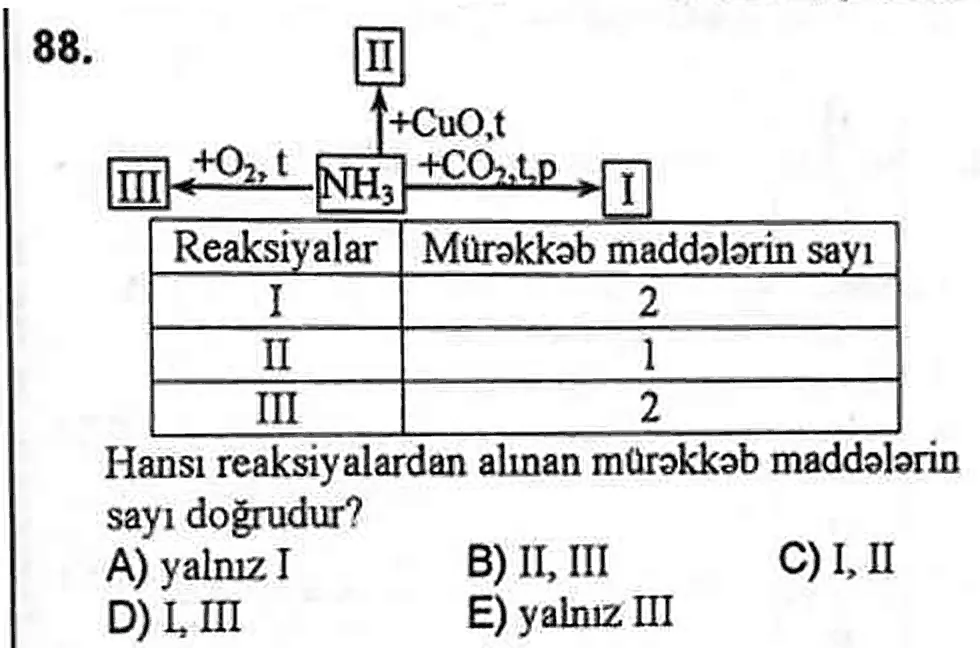 88.
II
+CuO,t
III
+O₂, t
NH₃
+CO₂,t,p
I
Reaksiyalar Mürəkkəb maddələrin sayı
I 2
II 1
III 2
Hansı reaksiyalardan alınan mürəkkəb maddələrin
sayı doğrudur?
A) yalnız I B) II, III C) I, II
D) I, III E) yalnız III